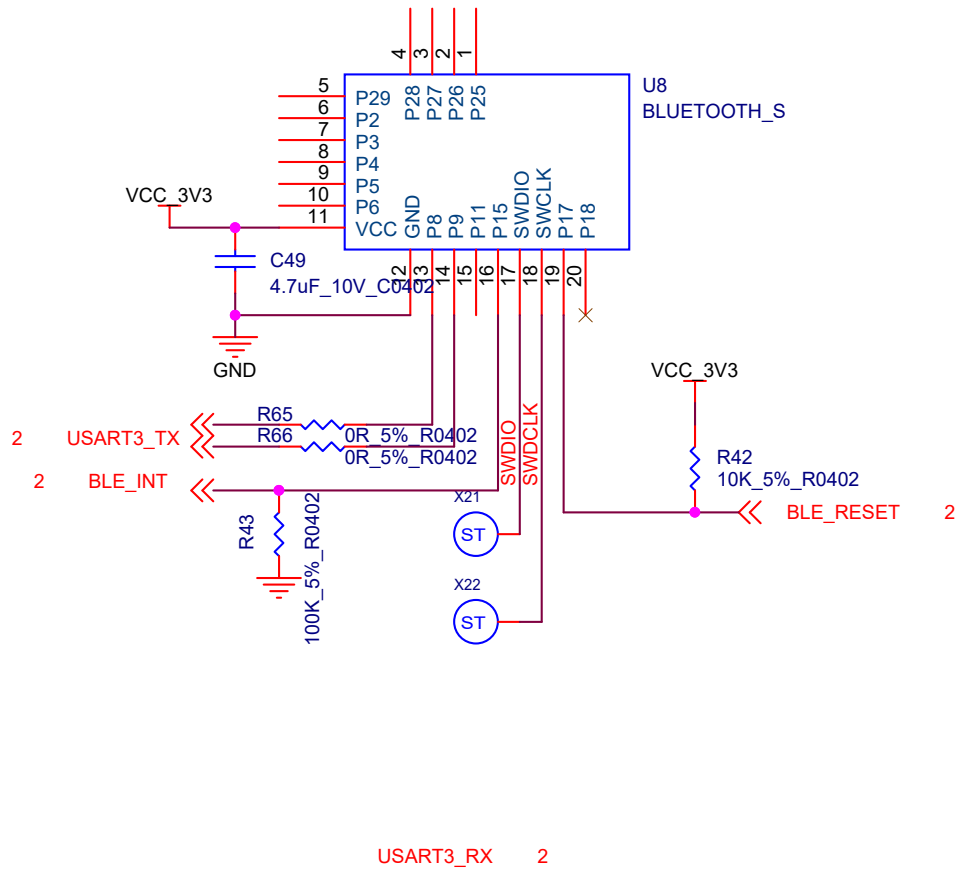 4 3 2 1
U8
BLUETOOTH_S
5
6
7
8
9
10
11
P28 P27 P26 P25
P29
P2
P3
P4
P5
P6
VCC
GND P8 P9 P11 P15 SWDIO SWCLK P17 P18
12 13 14 15 16 17 18 19 20
VCC_3V3
C49
4.7uF_10V_C0402
GND
VCC_3V3
R65
2 USART3_TX
R66
0R_5%_R0402
0R_5%_R0402
SWDIO
SWDCLK
R42
10K_5%_R0402
2 BLE_INT
X21
ST
BLE_RESET 2
R43
100K_5%_R0402
X22
ST
USART3_RX 2